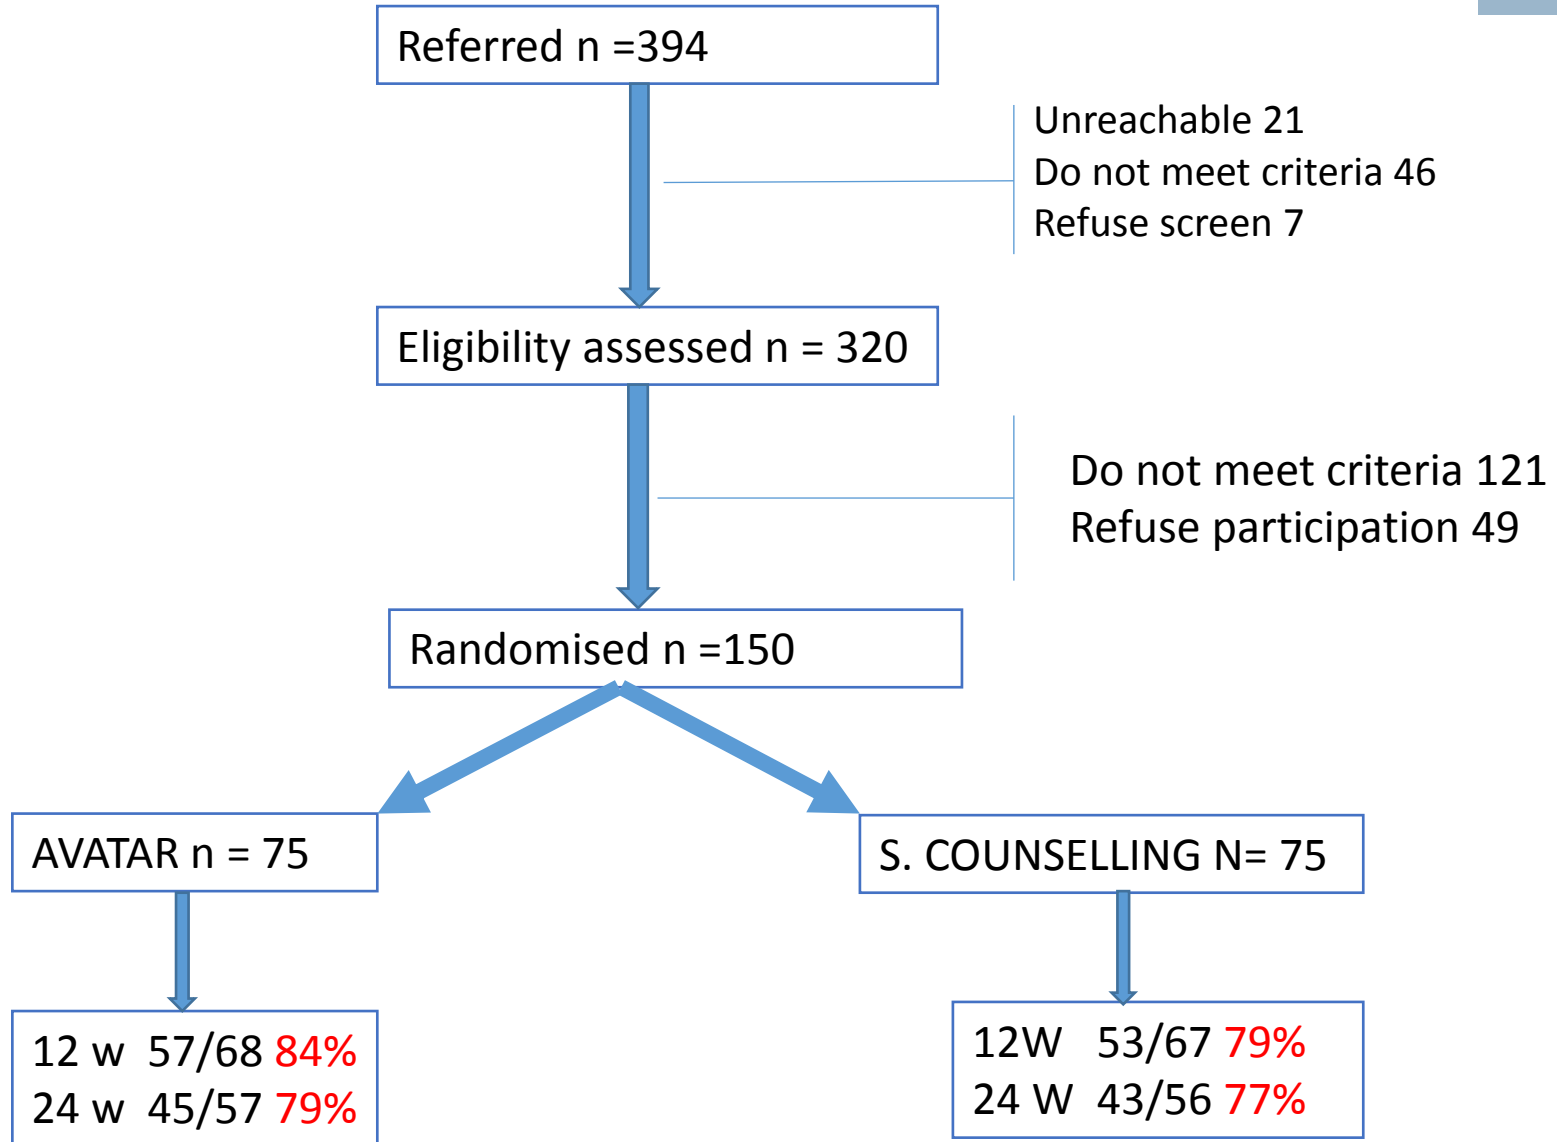 Referred n =394
Unreachable 21
Do not meet criteria 46
Refuse screen 7
Eligibility assessed n = 320
Do not meet criteria 121
Refuse participation 49
Randomised n =150
AVATAR n = 75
S. COUNSELLING N= 75
12 w 57/68 84%
24 w 45/57 79%
12W 53/67 79%
24 W 43/56 77%